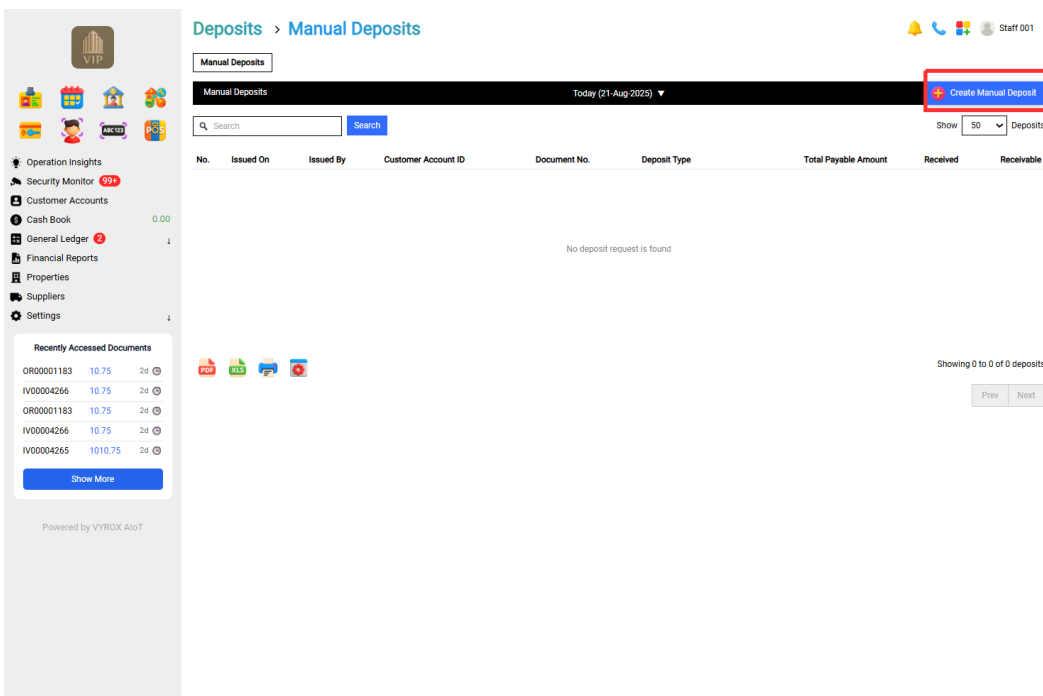 VIP
ABC 123
POS
Operation Insights
Security Monitor 99+
Customer Accounts
Cash Book 0.00
General Ledger 2 ↓
Financial Reports
Properties
Suppliers
Settings ↓
Recently Accessed Documents
OR00001183 10.75 2d
IV00004266 10.75 2d
OR00001183 10.75 2d
IV00004266 10.75 2d
IV00004265 1010.75 2d
Show More
Powered by VYROX AIoT
Deposits › Manual Deposits
Staff 001
Manual Deposits
Manual Deposits Today (21-Aug-2025) ▼ Create Manual Deposit
Search Search Show 50 Deposits
No. Issued On Issued By Customer Account ID Document No. Deposit Type Total Payable Amount Received Receivable
No deposit request is found
PDF XLS
Showing 0 to 0 of 0 deposits
Prev Next